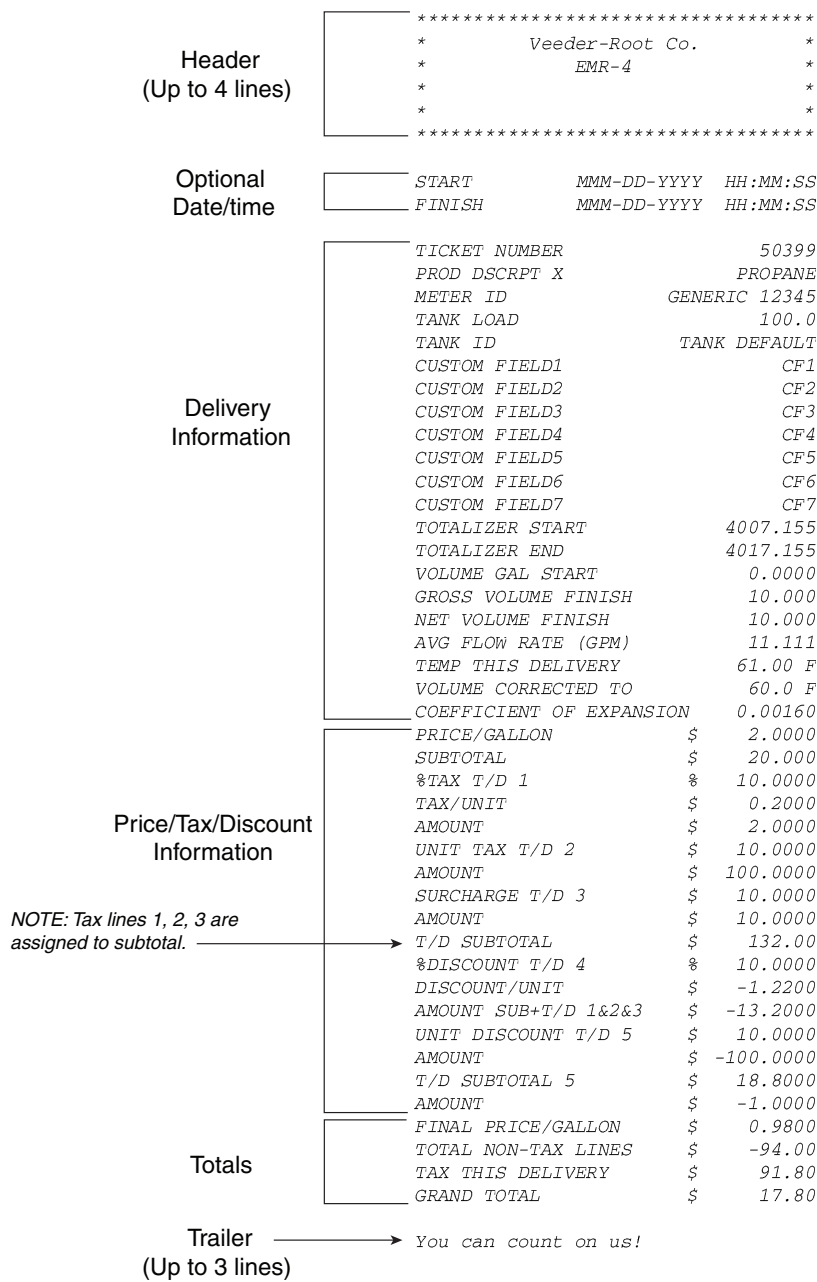 ***********************************
* Veeder-Root Co. *
Header
(Up to 4 lines)
* EMR-4 *
* *
* *
***********************************
Optional
Date/time
START MMM-DD-YYYY HH:MM:SS
FINISH MMM-DD-YYYY HH:MM:SS
Delivery
Information
TICKET NUMBER 50399
PROD DSCRPT X PROPANE
METER ID GENERIC 12345
TANK LOAD 100.0
TANK ID TANK DEFAULT
CUSTOM FIELD1 CF1
CUSTOM FIELD2 CF2
CUSTOM FIELD3 CF3
CUSTOM FIELD4 CF4
CUSTOM FIELD5 CF5
CUSTOM FIELD6 CF6
CUSTOM FIELD7 CF7
TOTALIZER START 4007.155
TOTALIZER END 4017.155
VOLUME GAL START 0.0000
GROSS VOLUME FINISH 10.000
NET VOLUME FINISH 10.000
AVG FLOW RATE (GPM) 11.111
TEMP THIS DELIVERY 61.00 F
VOLUME CORRECTED TO 60.0 F
COEFFICIENT OF EXPANSION 0.00160
Price/Tax/Discount
Information
PRICE/GALLON $ 2.0000
SUBTOTAL $ 20.000
%TAX T/D 1 % 10.0000
TAX/UNIT $ 0.2000
AMOUNT $ 2.0000
UNIT TAX T/D 2 $ 10.0000
AMOUNT $ 100.0000
SURCHARGE T/D 3 $ 10.0000
AMOUNT $ 10.0000
NOTE: Tax lines 1, 2, 3 are
assigned to subtotal.
T/D SUBTOTAL $ 132.00
%DISCOUNT T/D 4 % 10.0000
DISCOUNT/UNIT $ -1.2200
AMOUNT SUB+T/D 1&2&3 $ -13.2000
UNIT DISCOUNT T/D 5 $ 10.0000
AMOUNT $ -100.0000
T/D SUBTOTAL 5 $ 18.8000
AMOUNT $ -1.0000
Totals
FINAL PRICE/GALLON $ 0.9800
TOTAL NON-TAX LINES $ -94.00
TAX THIS DELIVERY $ 91.80
GRAND TOTAL $ 17.80
Trailer
(Up to 3 lines)
You can count on us!